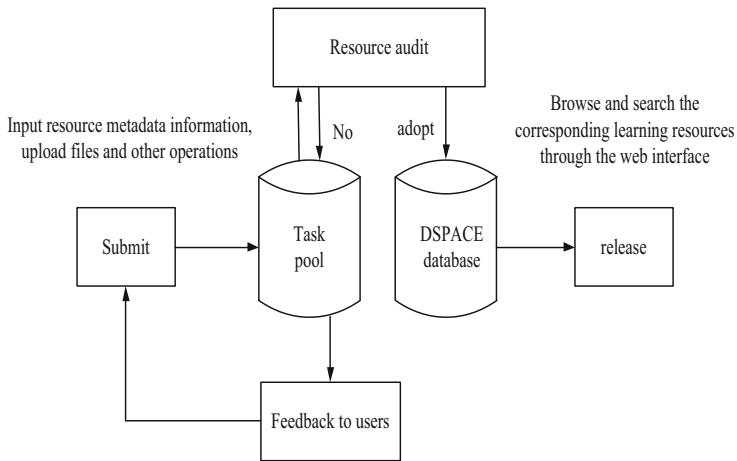 Resource audit
Input resource metadata information,
upload files and other operations
No
adopt
Browse and search the
corresponding learning resources
through the web interface
Submit
Task
pool
DSPACE
database
release
Feedback to users